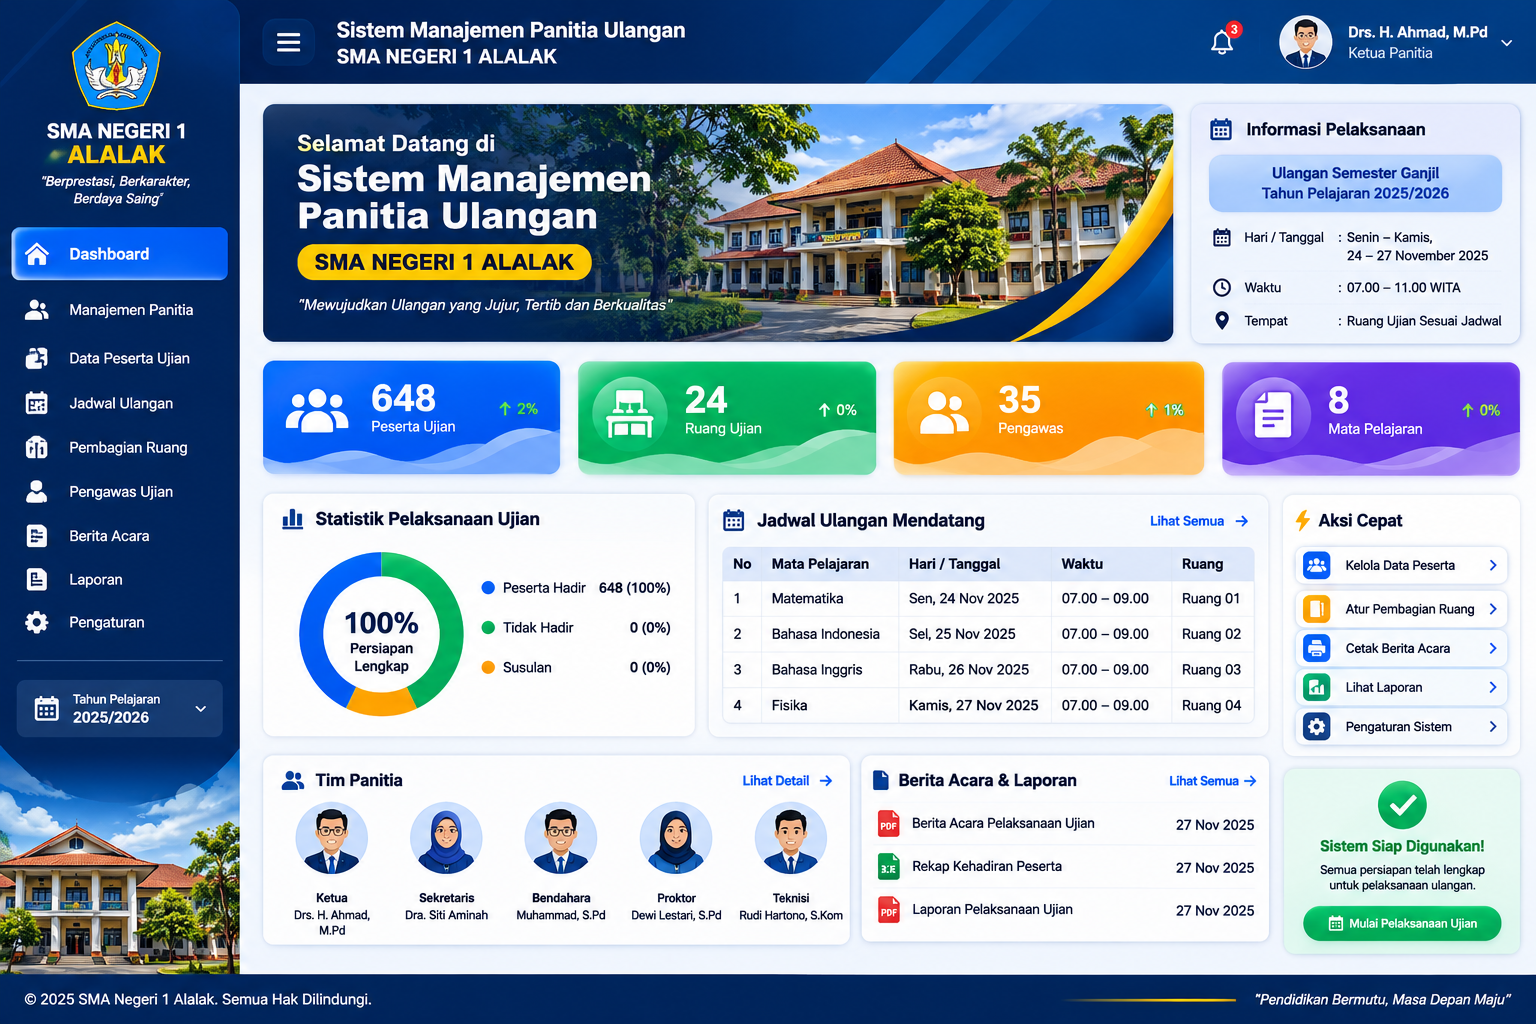 SMA NEGERI 1
ALALAK
"Berprestasi, Berkarakter,
Berdaya Saing"
Dashboard
Manajemen Panitia
Data Peserta Ujian
Jadwal Ulangan
Pembagian Ruang
Pengawas Ujian
Berita Acara
Laporan
Pengaturan
Tahun Pelajaran
2025/2026
Sistem Manajemen Panitia Ulangan
SMA NEGERI 1 ALALAK
3
Drs. H. Ahmad, M.Pd
Ketua Panitia
Selamat Datang di
Sistem Manajemen
Panitia Ulangan
SMA NEGERI 1 ALALAK
"Mewujudkan Ulangan yang Jujur, Tertib dan Berkualitas"
Informasi Pelaksanaan
Ulangan Semester Ganjil
Tahun Pelajaran 2025/2026
Hari / Tanggal : Senin – Kamis,
24 – 27 November 2025
Waktu : 07.00 – 11.00 WITA
Tempat : Ruang Ujian Sesuai Jadwal
648
Peserta Ujian
↑ 2%
24
Ruang Ujian
↑ 0%
35
Pengawas
↑ 1%
8
Mata Pelajaran
↑ 0%
Statistik Pelaksanaan Ujian
100%
Persiapan
Lengkap
Peserta Hadir 648 (100%)
Tidak Hadir 0 (0%)
Susulan 0 (0%)
Jadwal Ulangan Mendatang
Lihat Semua →
No Mata Pelajaran Hari / Tanggal Waktu Ruang
1 Matematika Sen, 24 Nov 2025 07.00 – 09.00 Ruang 01
2 Bahasa Indonesia Sel, 25 Nov 2025 07.00 – 09.00 Ruang 02
3 Bahasa Inggris Rabu, 26 Nov 2025 07.00 – 09.00 Ruang 03
4 Fisika Kamis, 27 Nov 2025 07.00 – 09.00 Ruang 04
Aksi Cepat
Kelola Data Peserta
Atur Pembagian Ruang
Cetak Berita Acara
Lihat Laporan
Pengaturan Sistem
Tim Panitia
Lihat Detail →
Ketua
Drs. H. Ahmad,
M.Pd
Sekretaris
Dra. Siti Aminah
Bendahara
Muhammad, S.Pd
Proktor
Dewi Lestari, S.Pd
Teknisi
Rudi Hartono, S.Kom
Berita Acara & Laporan
Lihat Semua →
PDF Berita Acara Pelaksanaan Ujian 27 Nov 2025
Rekap Kehadiran Peserta 27 Nov 2025
PDF Laporan Pelaksanaan Ujian 27 Nov 2025
Sistem Siap Digunakan!
Semua persiapan telah lengkap
untuk pelaksanaan ulangan.
Mulai Pelaksanaan Ujian
© 2025 SMA Negeri 1 Alalak. Semua Hak Dilindungi.
"Pendidikan Bermutu, Masa Depan Maju"